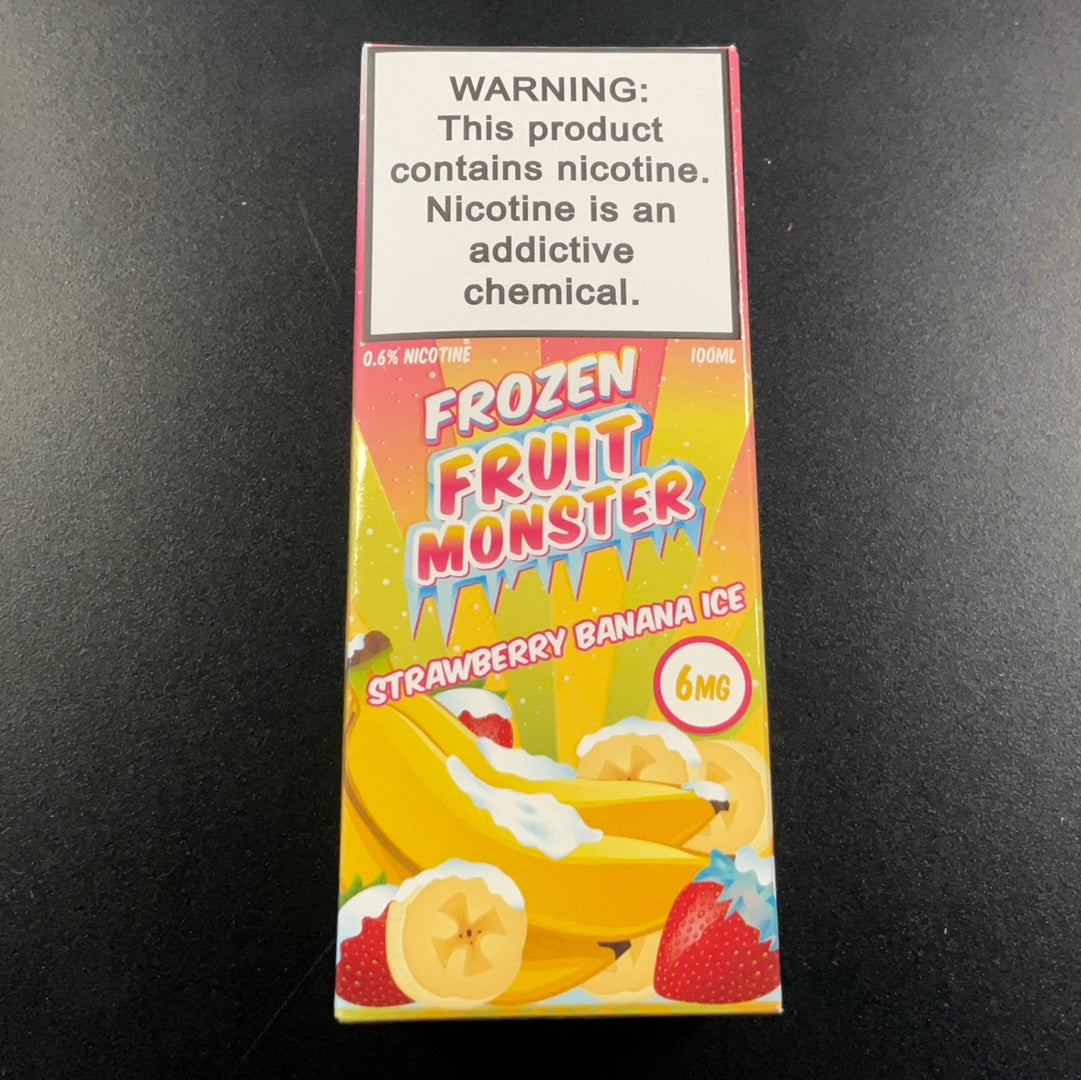 WARNING:
This product
contains nicotine.
Nicotine is an
addictive
chemical.
0.6% NICOTINE
100ML
FROZEN
FRUIT
MONSTER
STRAWBERRY BANANA ICE
6MG